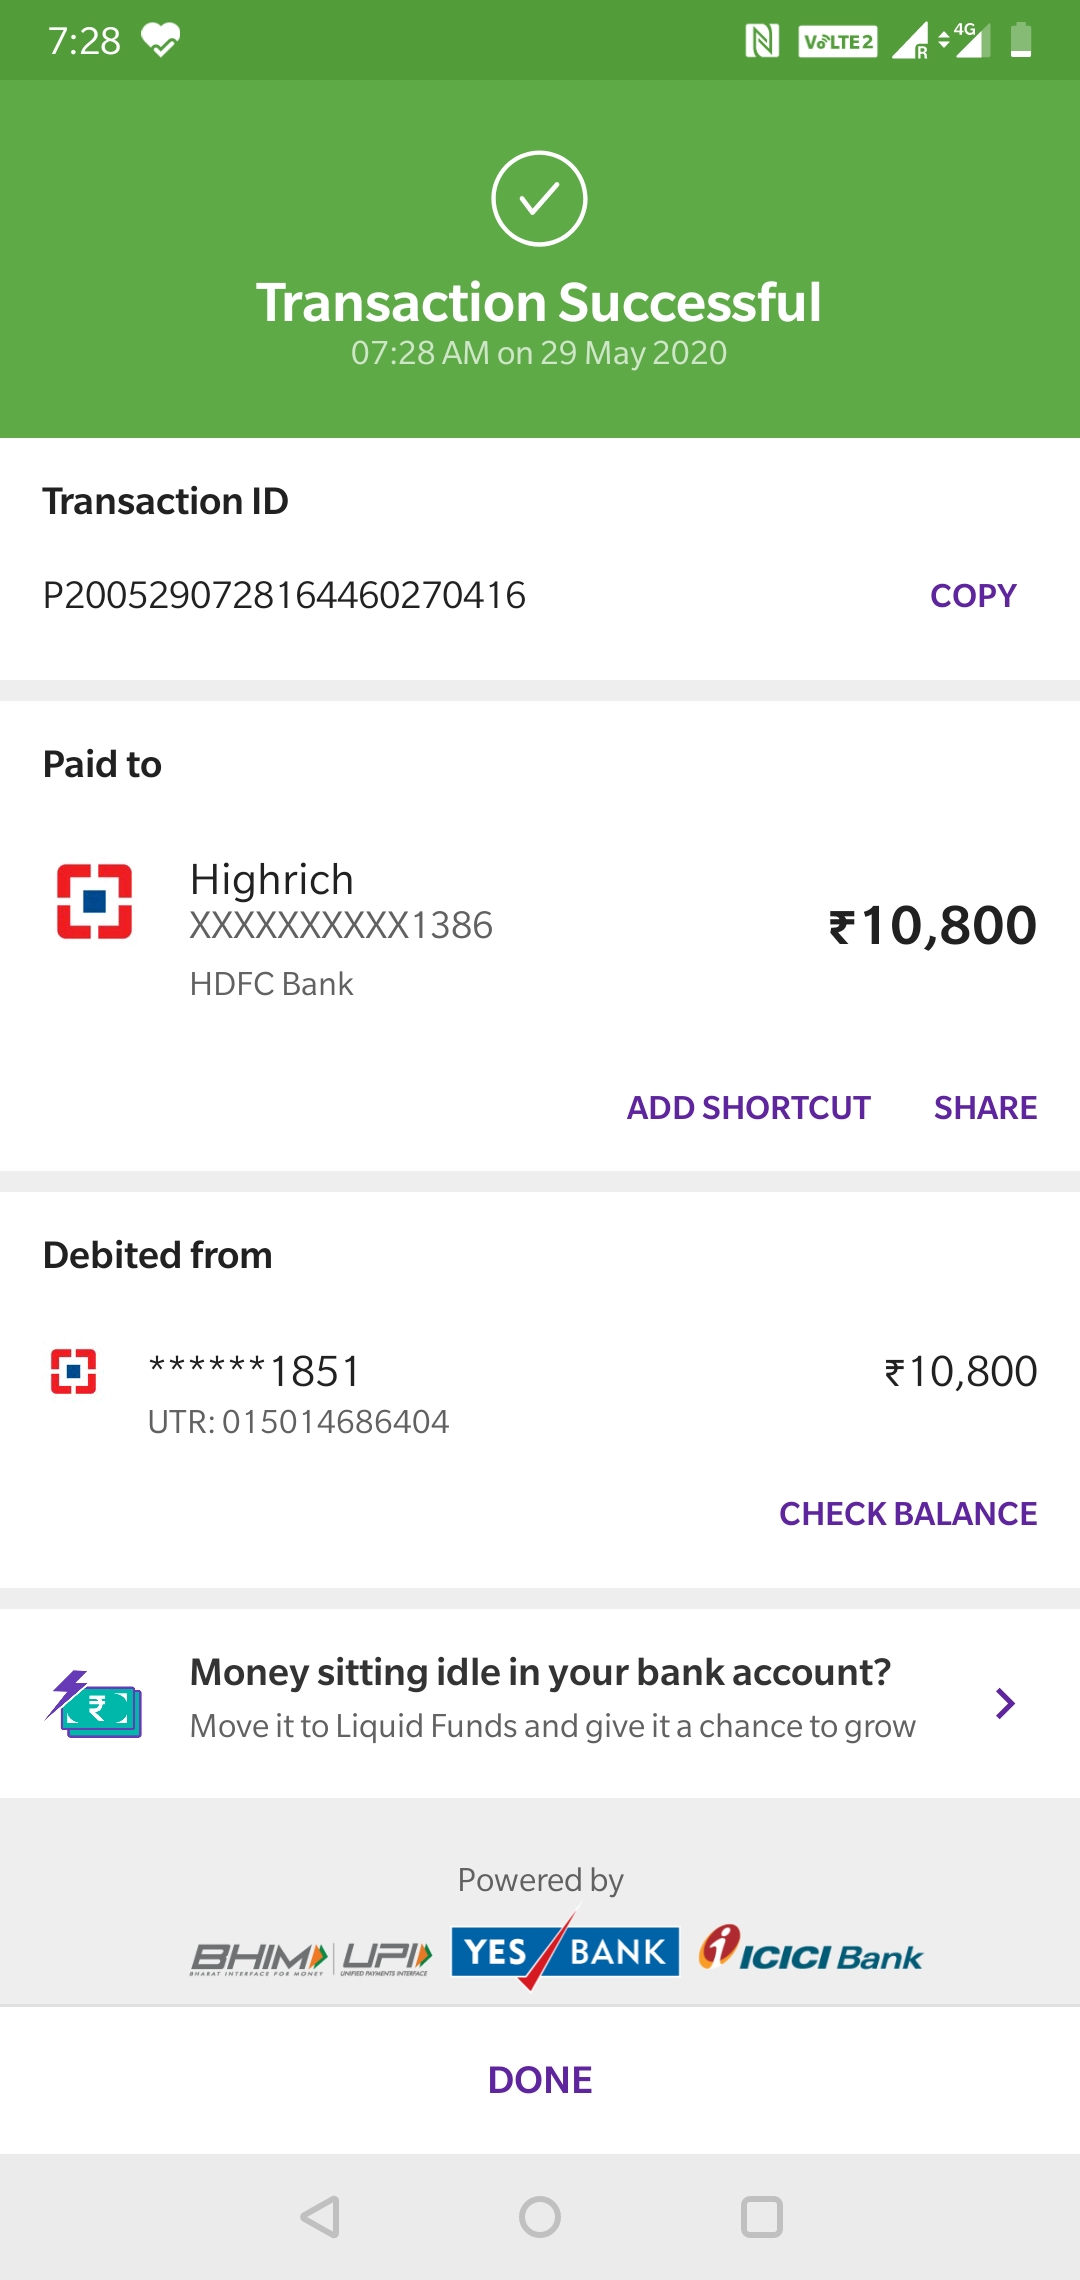 7:28
VoLTE2 R 4G
Transaction Successful
07:28 AM on 29 May 2020
Transaction ID
P2005290728164460270416 COPY
Paid to
Highrich
XXXXXXXXXX1386
₹10,800
HDFC Bank
ADD SHORTCUT SHARE
Debited from
******1851 ₹10,800
UTR: 015014686404
CHECK BALANCE
Money sitting idle in your bank account?
₹
Move it to Liquid Funds and give it a chance to grow
Powered by
BHIM UPI YES BANK ICICI Bank
BHARAT INTERFACE FOR MONEY UNIFIED PAYMENTS INTERFACE
DONE